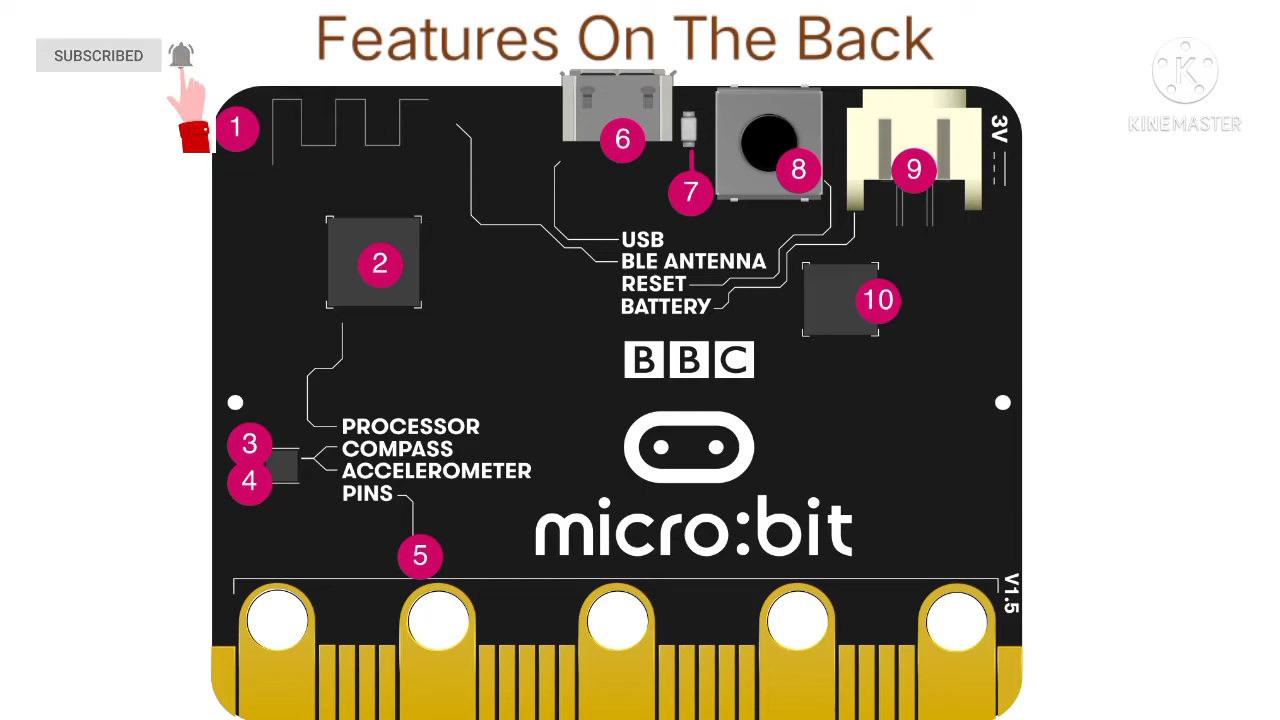 Features On The Back
SUBSCRIBED
K
KINEMASTER
1
6
7
8
9
3V
2
USB
BLE ANTENNA
RESET
BATTERY
10
BBC
3
4
PROCESSOR
COMPASS
ACCELEROMETER
PINS
micro:bit
5
V1.5